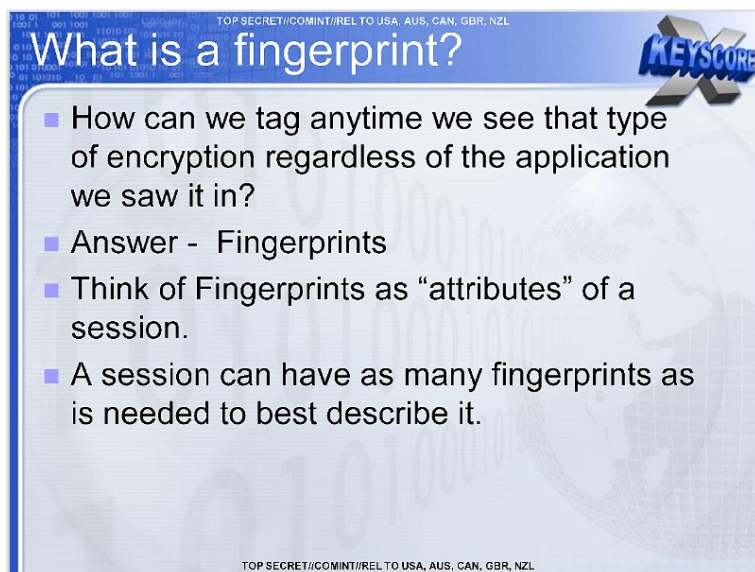 TOP SECRET//COMINT//REL TO USA, AUS, CAN, GBR, NZL
What is a fingerprint?
X KEYSCORE
How can we tag anytime we see that type
of encryption regardless of the application
we saw it in?
Answer - Fingerprints
Think of Fingerprints as “attributes” of a
session.
A session can have as many fingerprints as
is needed to best describe it.
TOP SECRET//COMINT//REL TO USA, AUS, CAN, GBR, NZL